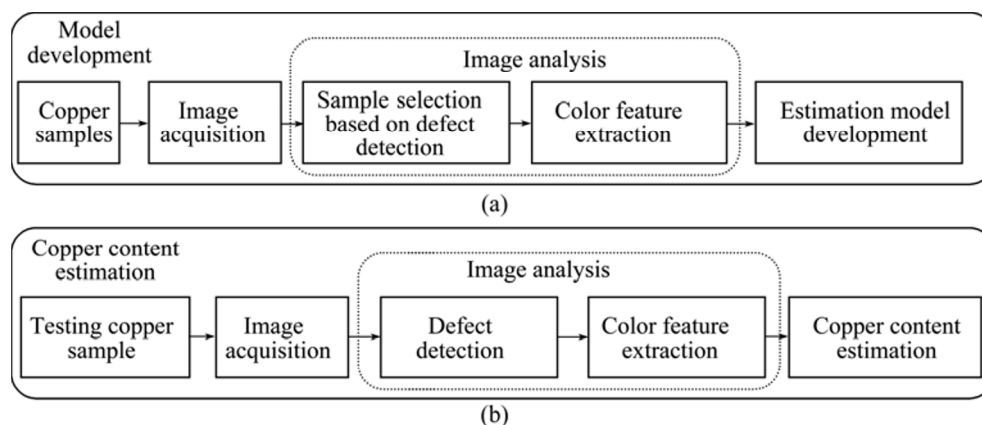 Model
development
Image analysis
Copper
samples
Image
acquisition
Sample selection
based on defect
detection
Color feature
extraction
Estimation model
development
(a)
Copper content
estimation
Image analysis
Testing copper
sample
Image
acquisition
Defect
detection
Color feature
extraction
Copper content
estimation
(b)